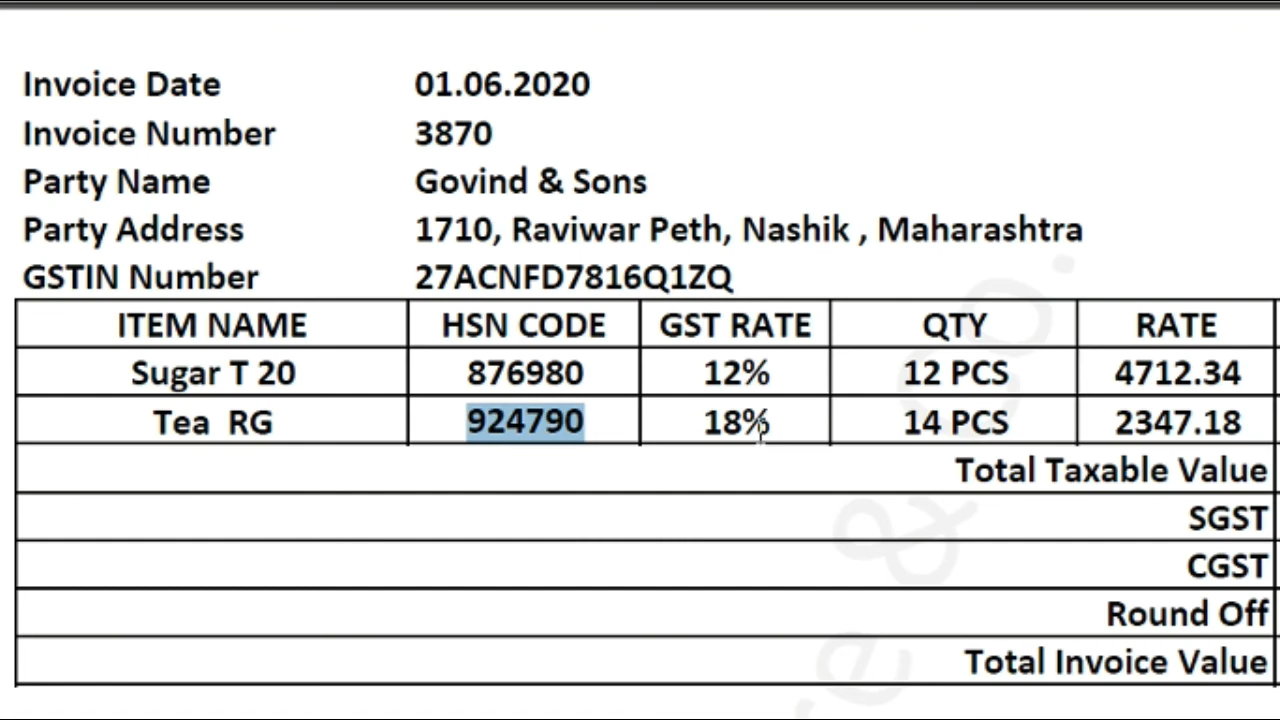 Invoice Date 01.06.2020
Invoice Number 3870
Party Name Govind & Sons
Party Address 1710, Raviwar Peth, Nashik , Maharashtra
GSTIN Number 27ACNFD7816Q1ZQ
ITEM NAME HSN CODE GST RATE QTY RATE
Sugar T 20 876980 12% 12 PCS 4712.34
Tea RG 924790 18% 14 PCS 2347.18
Total Taxable Value
SGST
CGST
Round Off
Total Invoice Value